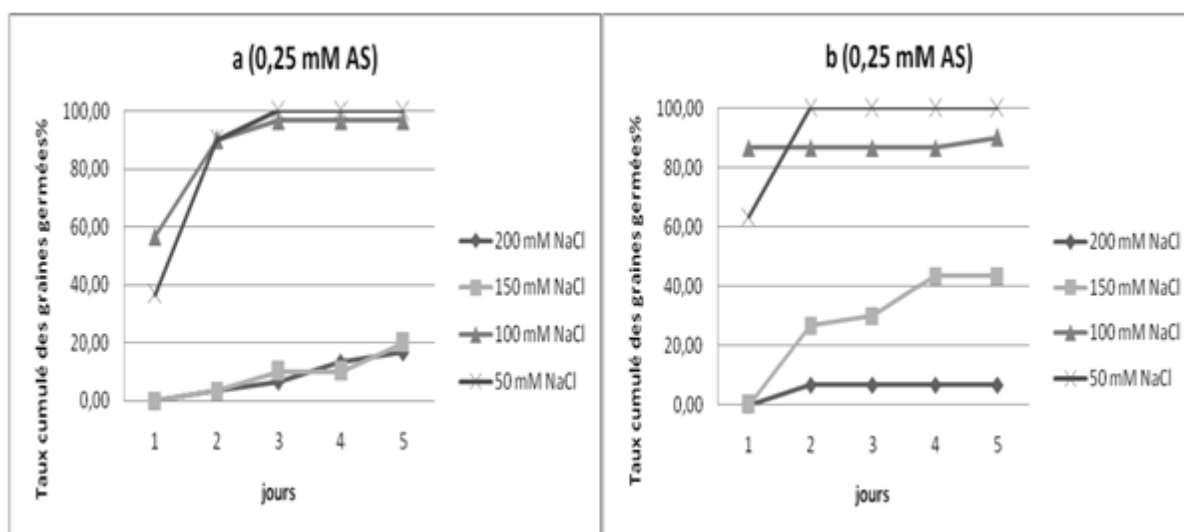 a (0,25 mM AS)
Taux cumulé des graines germées%
100,00
80,00
60,00
40,00
20,00
0,00
1 2 3 4 5
jours
200 mM NaCl
150 mM NaCl
100 mM NaCl
50 mM NaCl
b (0,25 mM AS)
Taux cumulé des graines germées%
100,00
80,00
60,00
40,00
20,00
0,00
1 2 3 4 5
jours
200 mM NaCl
150 mM NaCl
100 mM NaCl
50 mM NaCl